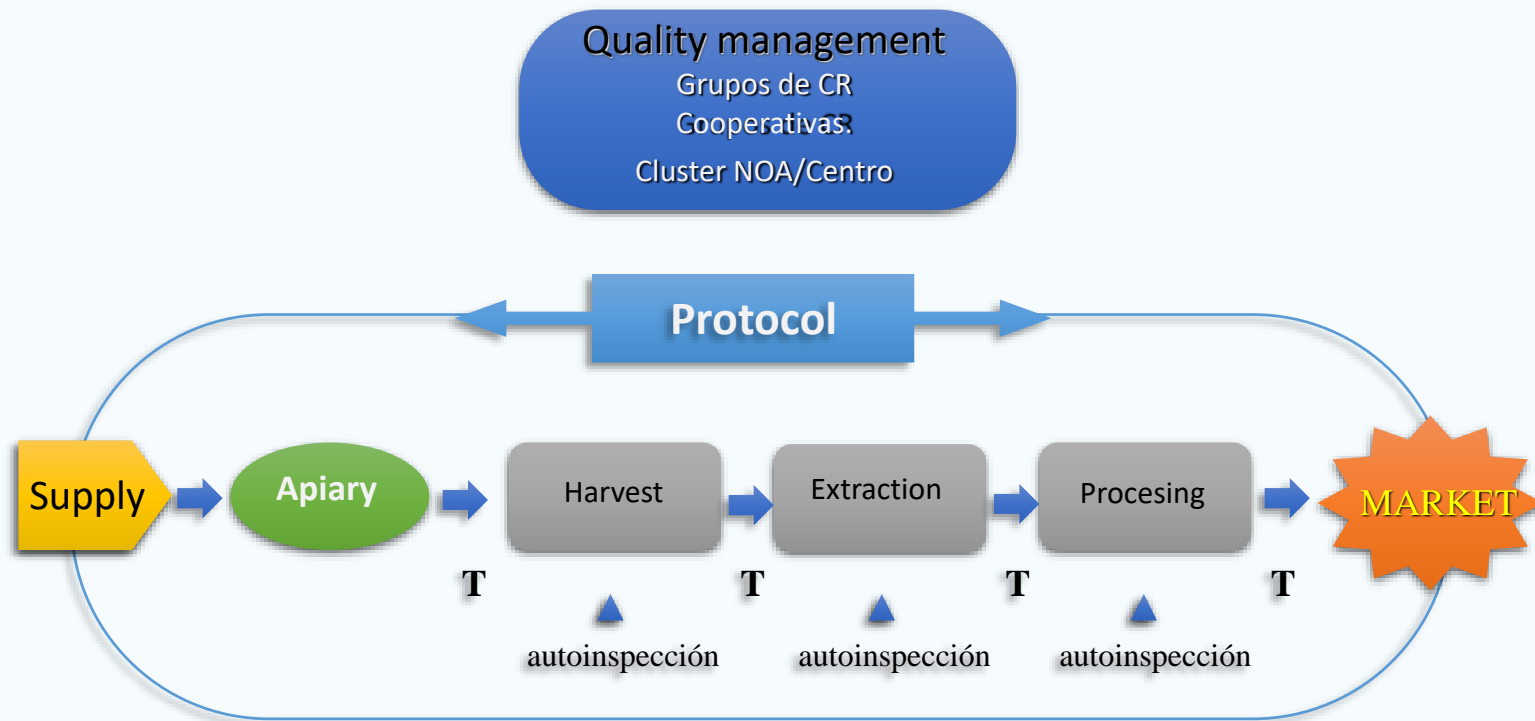 Quality management
Grupos de CR
Cooperativas.
Cluster NOA/Centro
Protocol
Supply
Apiary
Harvest
Extraction
Procesing
MARKET
T
T
T
T
autoinspección
autoinspección
autoinspección